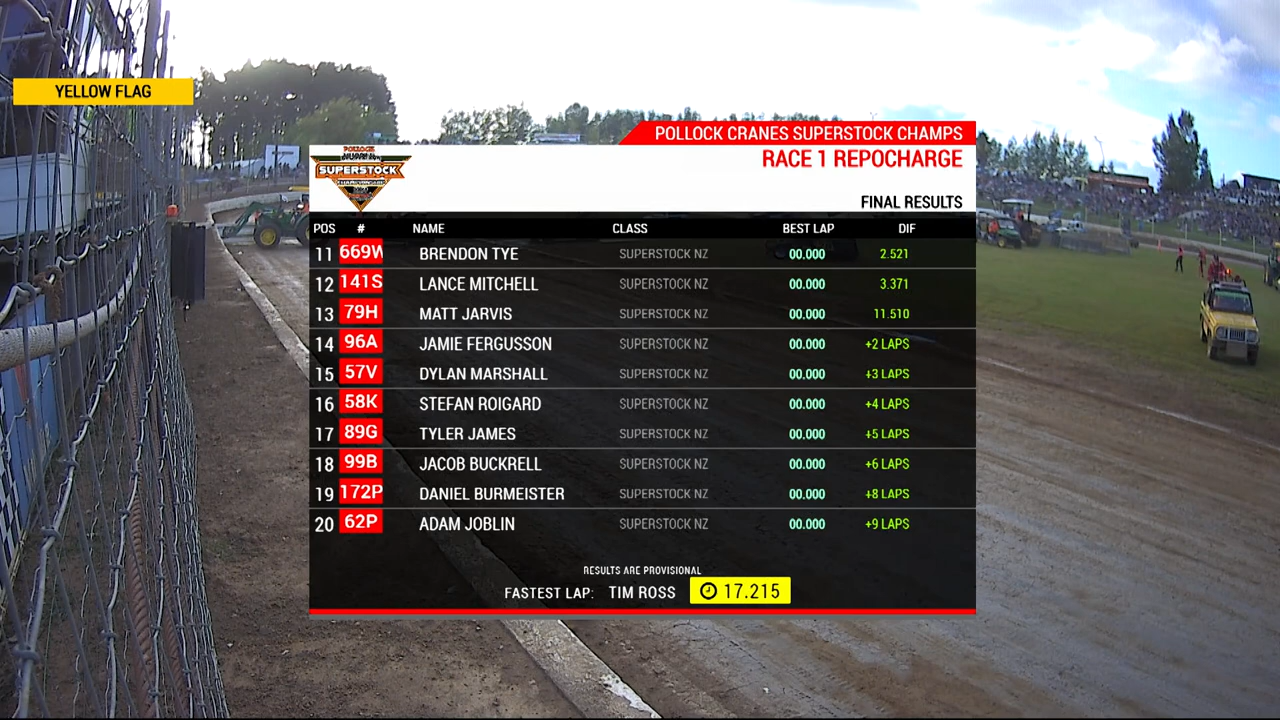 YELLOW FLAG
POLLOCK CRANES SUPERSTOCK CHAMPS
RACE 1 REPOCHARGE
POLLOCK
SUPERSTOCK
FINAL RESULTS
POS # NAME CLASS BEST LAP DIF
11 669W BRENDON TYE SUPERSTOCK NZ 00.000 2.521
12 141S LANCE MITCHELL SUPERSTOCK NZ 00.000 3.371
13 79H MATT JARVIS SUPERSTOCK NZ 00.000 11.510
14 96A JAMIE FERGUSSON SUPERSTOCK NZ 00.000 +2 LAPS
15 57V DYLAN MARSHALL SUPERSTOCK NZ 00.000 +3 LAPS
16 58K STEFAN ROIGARD SUPERSTOCK NZ 00.000 +4 LAPS
17 89G TYLER JAMES SUPERSTOCK NZ 00.000 +5 LAPS
18 99B JACOB BUCKRELL SUPERSTOCK NZ 00.000 +6 LAPS
19 172P DANIEL BURMEISTER SUPERSTOCK NZ 00.000 +8 LAPS
20 62P ADAM JOBLIN SUPERSTOCK NZ 00.000 +9 LAPS
RESULTS ARE PROVISIONAL
FASTEST LAP: TIM ROSS 17.215